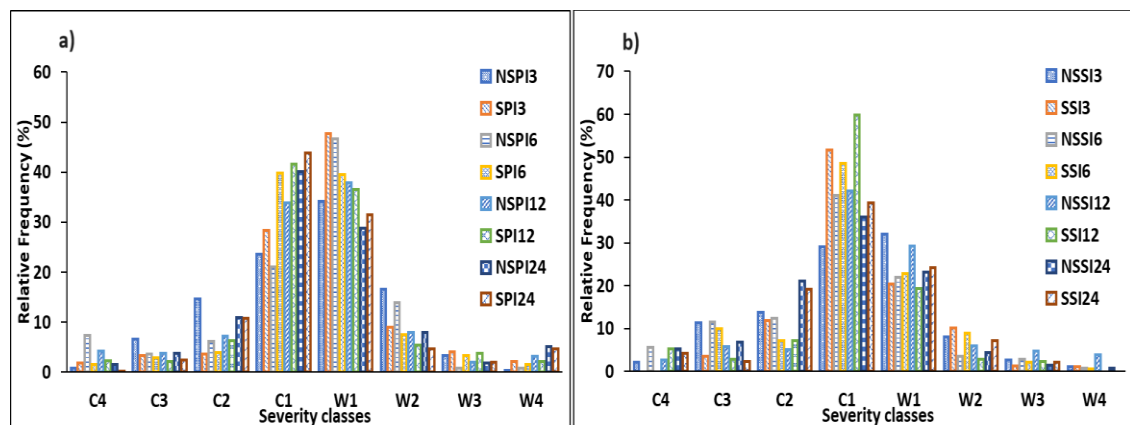 a)
Relative Frequency (%)
60
50
40
30
20
10
0
C4 C3 C2 C1 W1 W2 W3 W4
Severity classes
NSPI3
SPI3
NSPI6
SPI6
NSPI12
SPI12
NSPI24
SPI24
b)
Relative Frequency (%)
70
60
50
40
30
20
10
0
C4 C3 C2 C1 W1 W2 W3 W4
Severity classes
NSSI3
SSI3
NSSI6
SSI6
NSSI12
SSI12
NSSI24
SSI24